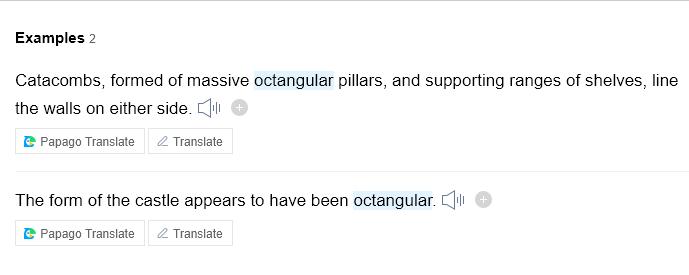 Examples 2
Catacombs, formed of massive octangular pillars, and supporting ranges of shelves, line
the walls on either side.
Papago Translate Translate
The form of the castle appears to have been octangular.
Papago Translate Translate